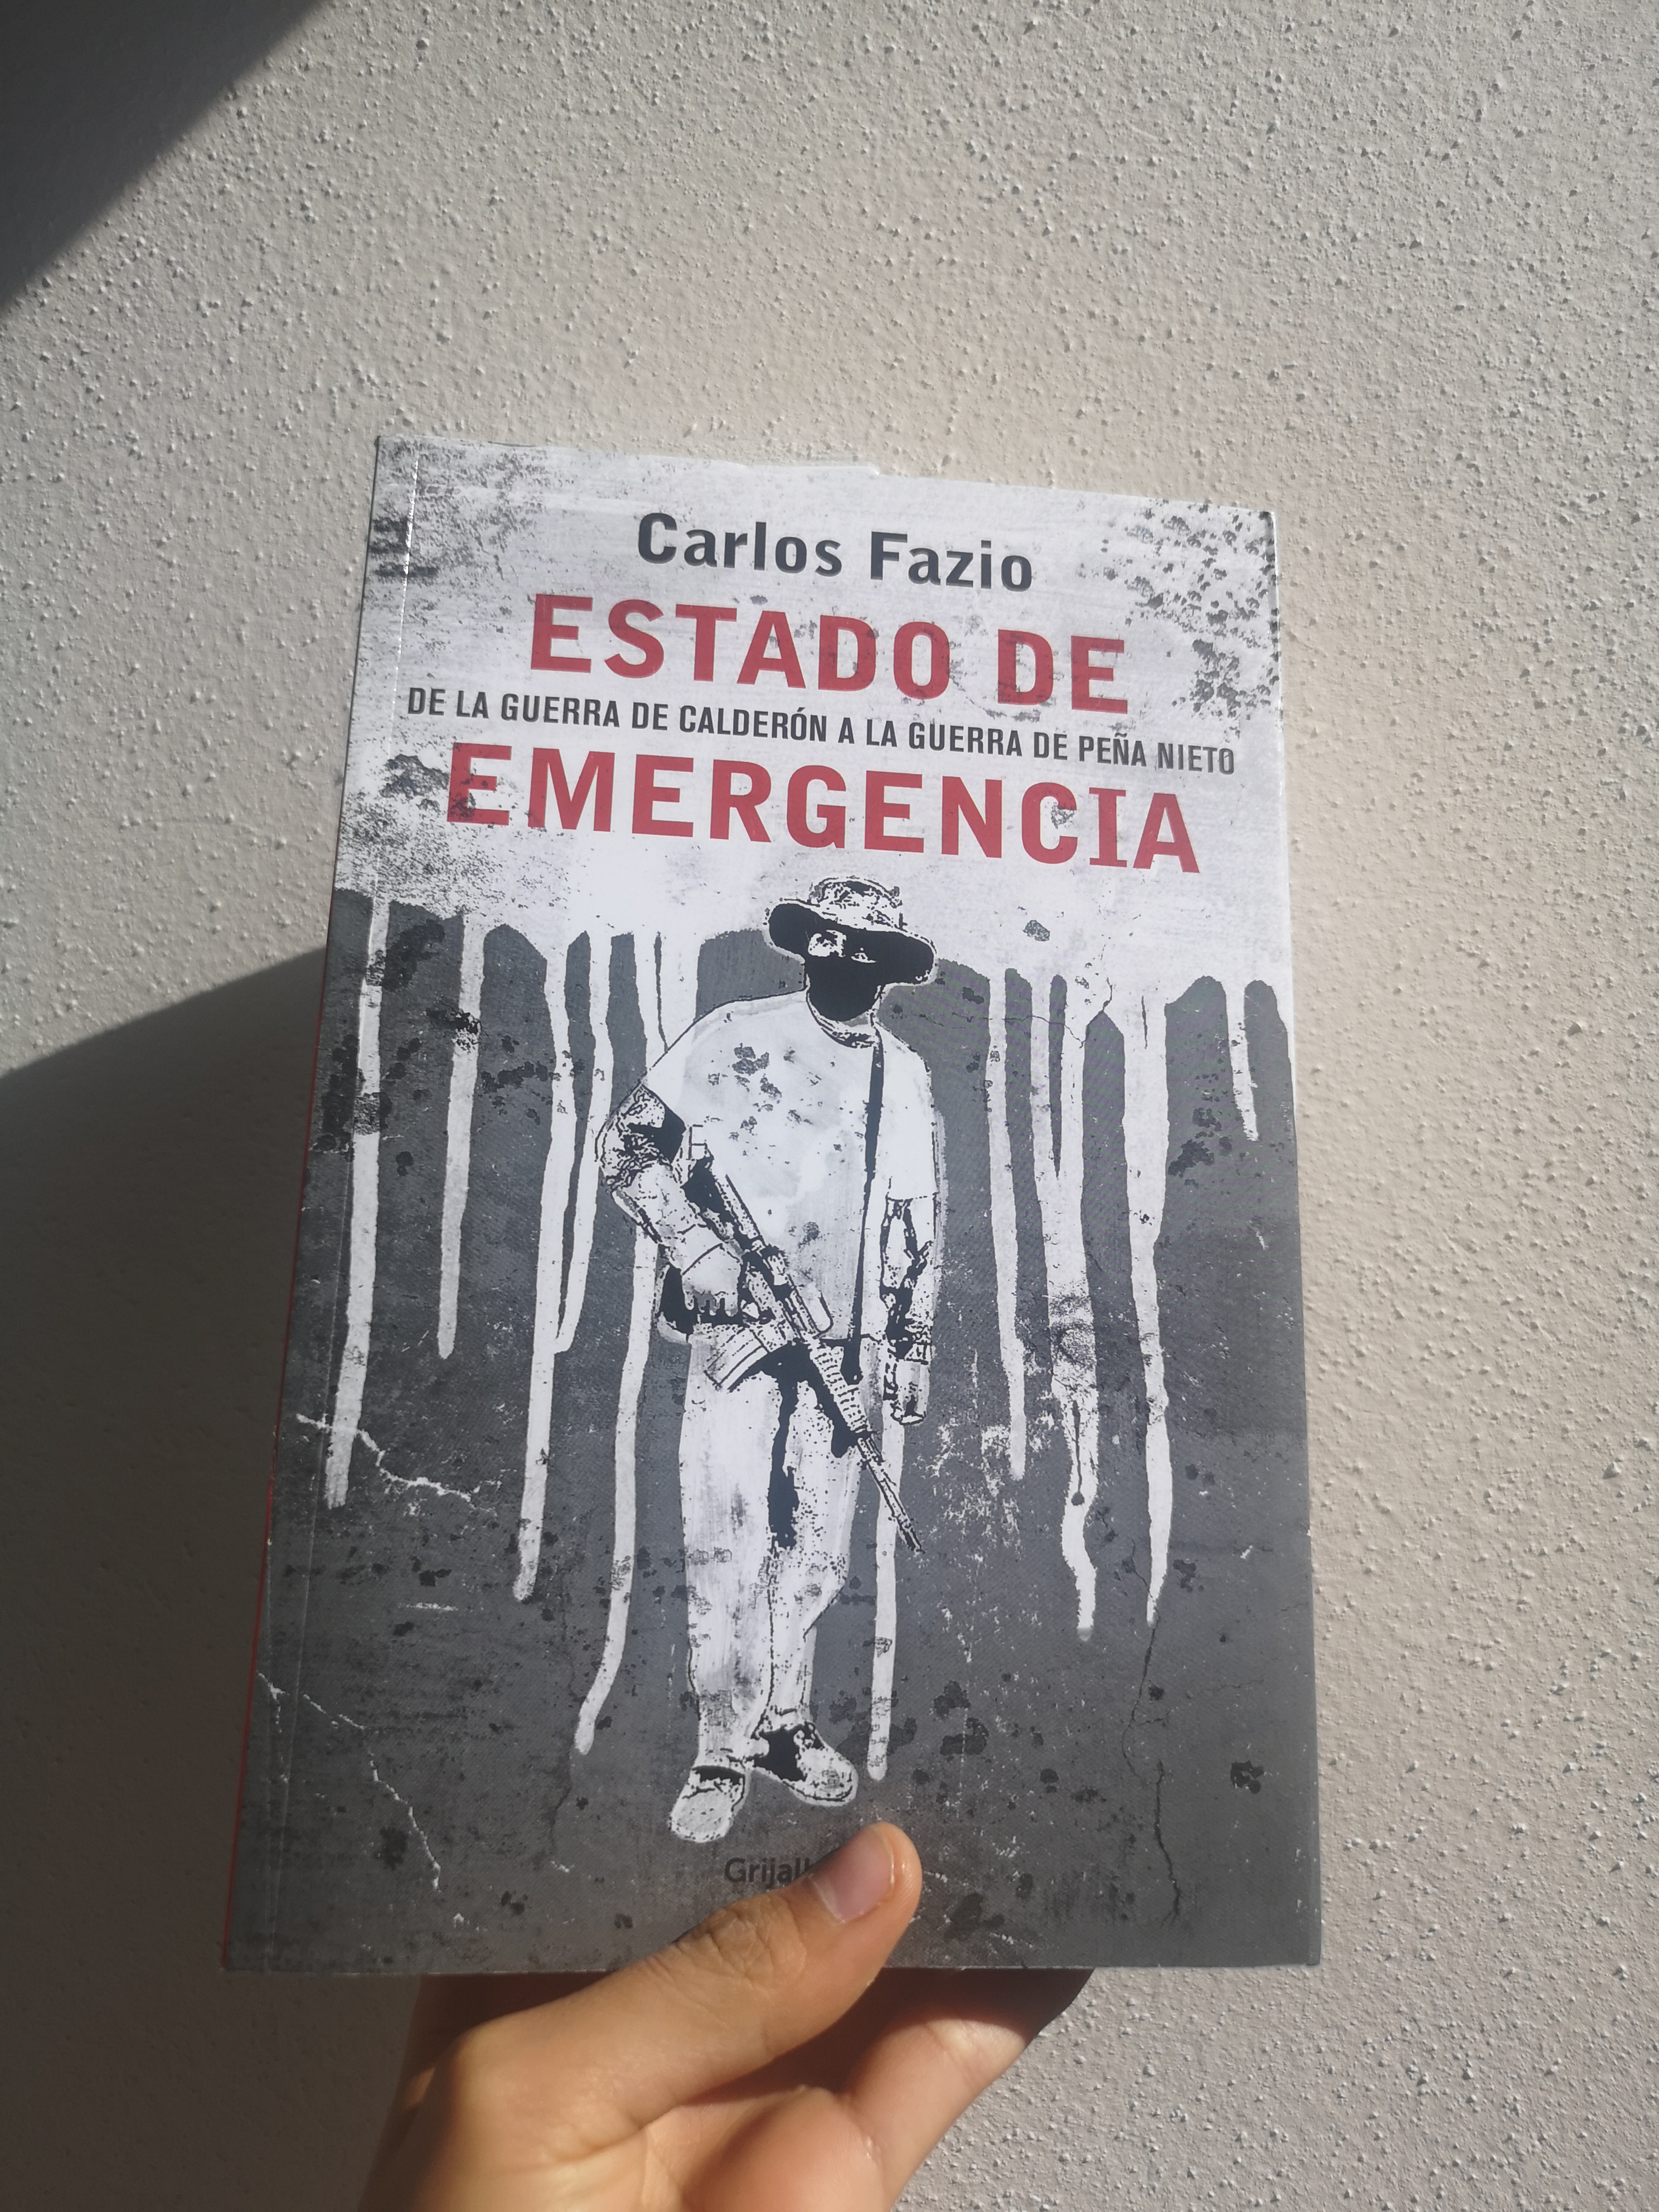 Carlos Fazio
ESTADO DE
DE LA GUERRA DE CALDERÓN A LA GUERRA DE PEÑA NIETO
EMERGENCIA